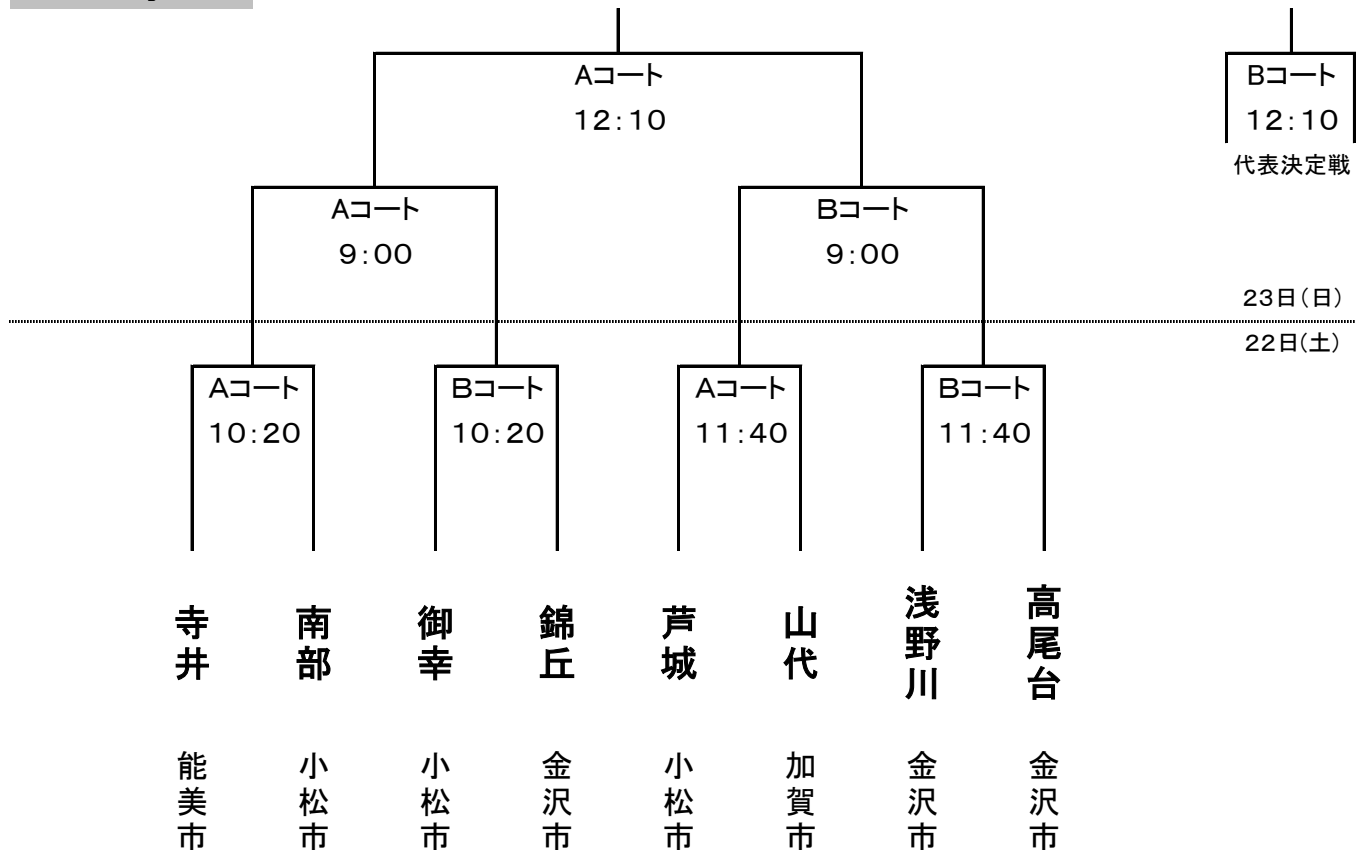 Aコート
12:10
Bコート
12:10
代表決定戦
Aコート
9:00
Bコート
9:00
23日(日)
22日(土)
Aコート
10:20
Bコート
10:20
Aコート
11:40
Bコート
11:40
寺井
南部
御幸
錦丘
芦城
山代
浅野川
高尾台
能美市
小松市
小松市
金沢市
小松市
加賀市
金沢市
金沢市